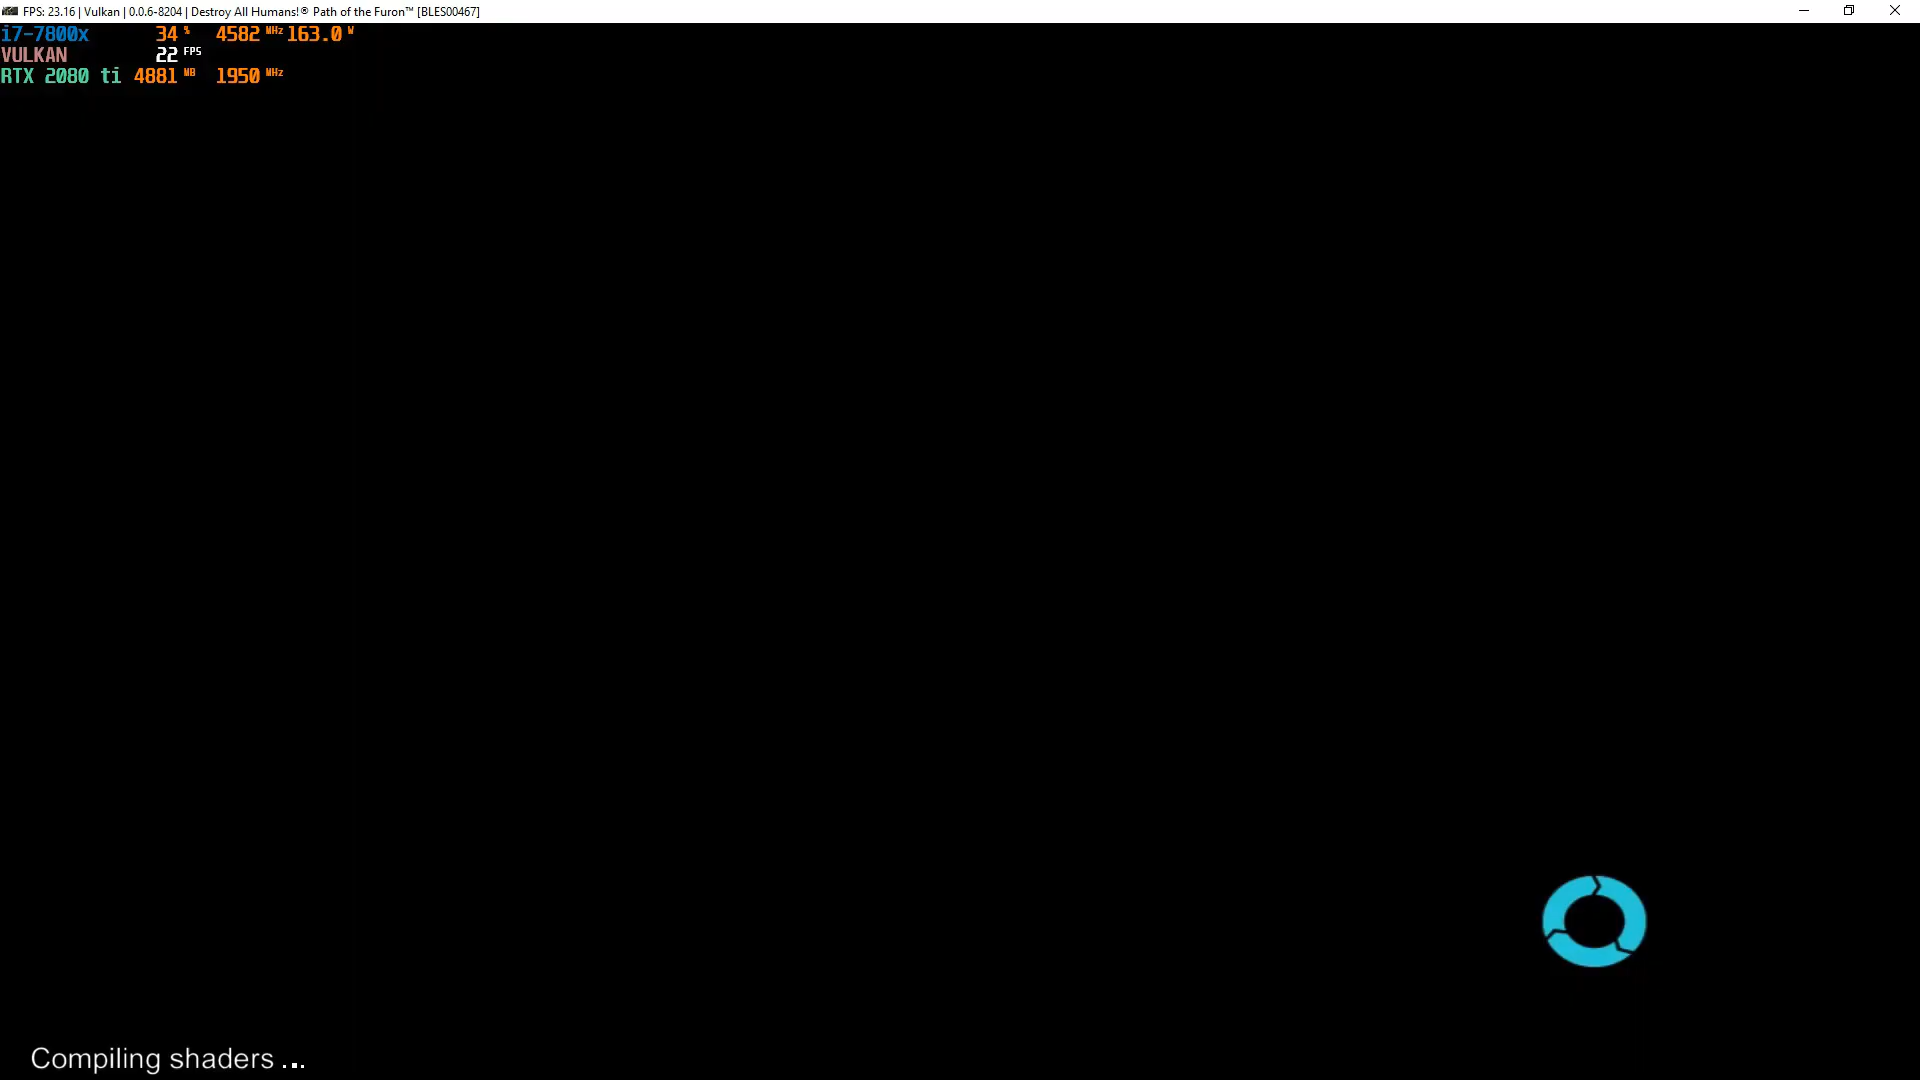 FPS: 23.16 | Vulkan | 0.0.6-8204 | Destroy All Humans!® Path of the Furon™ [BLES00467]
i7-7800x 34 % 4582 MHz 163.0 W
VULKAN 22 FPS
RTX 2080 ti 4881 MB 1950 MHz
Compiling shaders ...